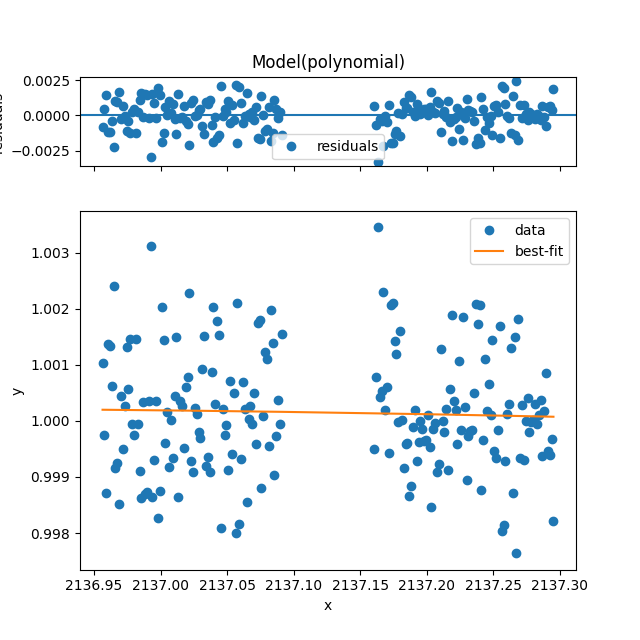 Model(polynomial)
0.0025
0.0000
−0.0025
residuals
residuals
1.003
1.002
1.001
1.000
0.999
0.998
y
data
best-fit
2136.95 2137.00 2137.05 2137.10 2137.15 2137.20 2137.25 2137.30
x